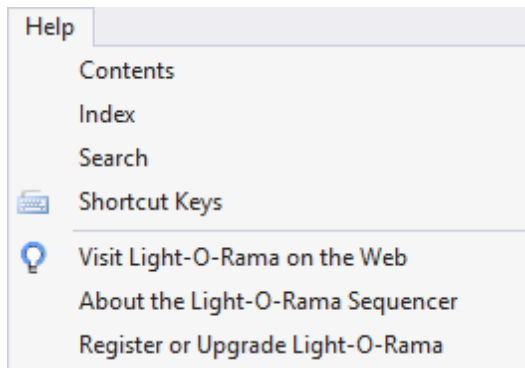 Help
Contents
Index
Search
Shortcut Keys
Visit Light-O-Rama on the Web
About the Light-O-Rama Sequencer
Register or Upgrade Light-O-Rama